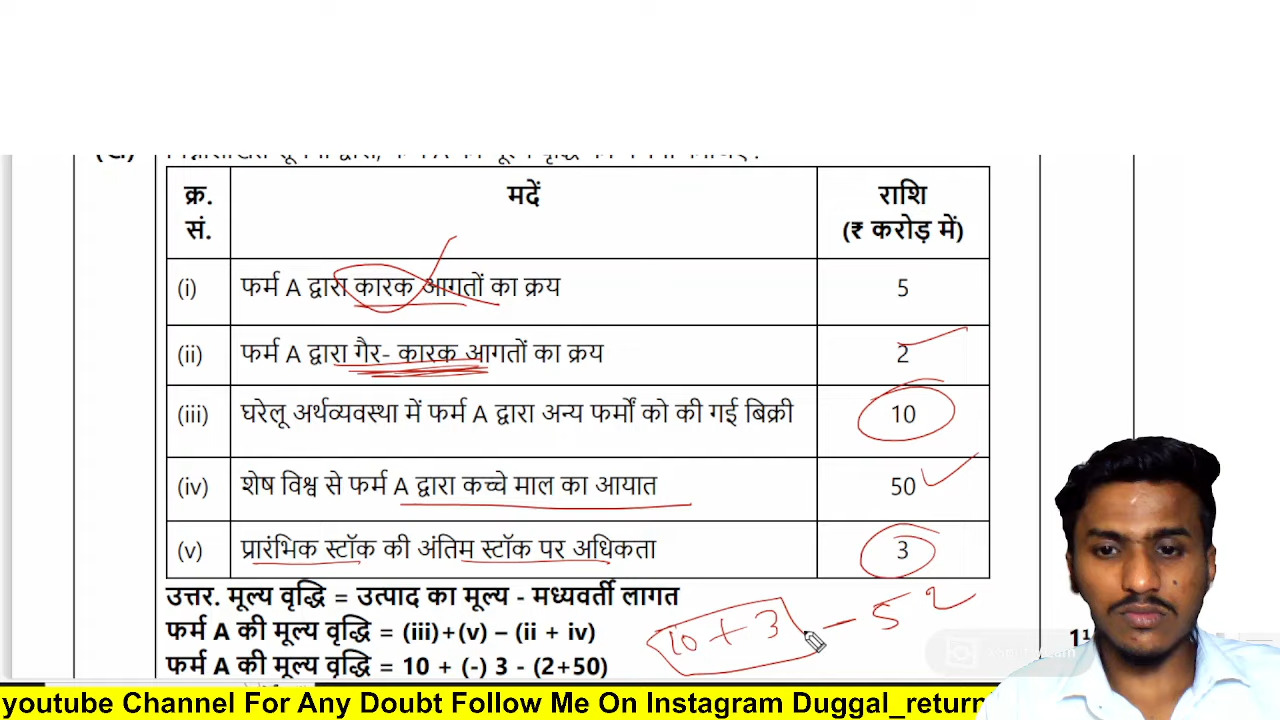 क्र. सं.
मदें
राशि (₹ करोड़ में)
(i) फर्म A द्वारा कारक आगतों का क्रय 5
(ii) फर्म A द्वारा गैर- कारक आगतों का क्रय 2
(iii) घरेलू अर्थव्यवस्था में फर्म A द्वारा अन्य फर्मों को की गई बिक्री 10
(iv) शेष विश्व से फर्म A द्वारा कच्चे माल का आयात 50
(v) प्रारंभिक स्टॉक की अंतिम स्टॉक पर अधिकता 3
उत्तर. मूल्य वृद्धि = उत्पाद का मूल्य - मध्यवर्ती लागत
फर्म A की मूल्य वृद्धि = (iii)+(v) – (ii + iv)
10 + 3 – 52
फर्म A की मूल्य वृद्धि = 10 + (-) 3 - (2+50)
youtube Channel For Any Doubt Follow Me On Instagram Duggal_return